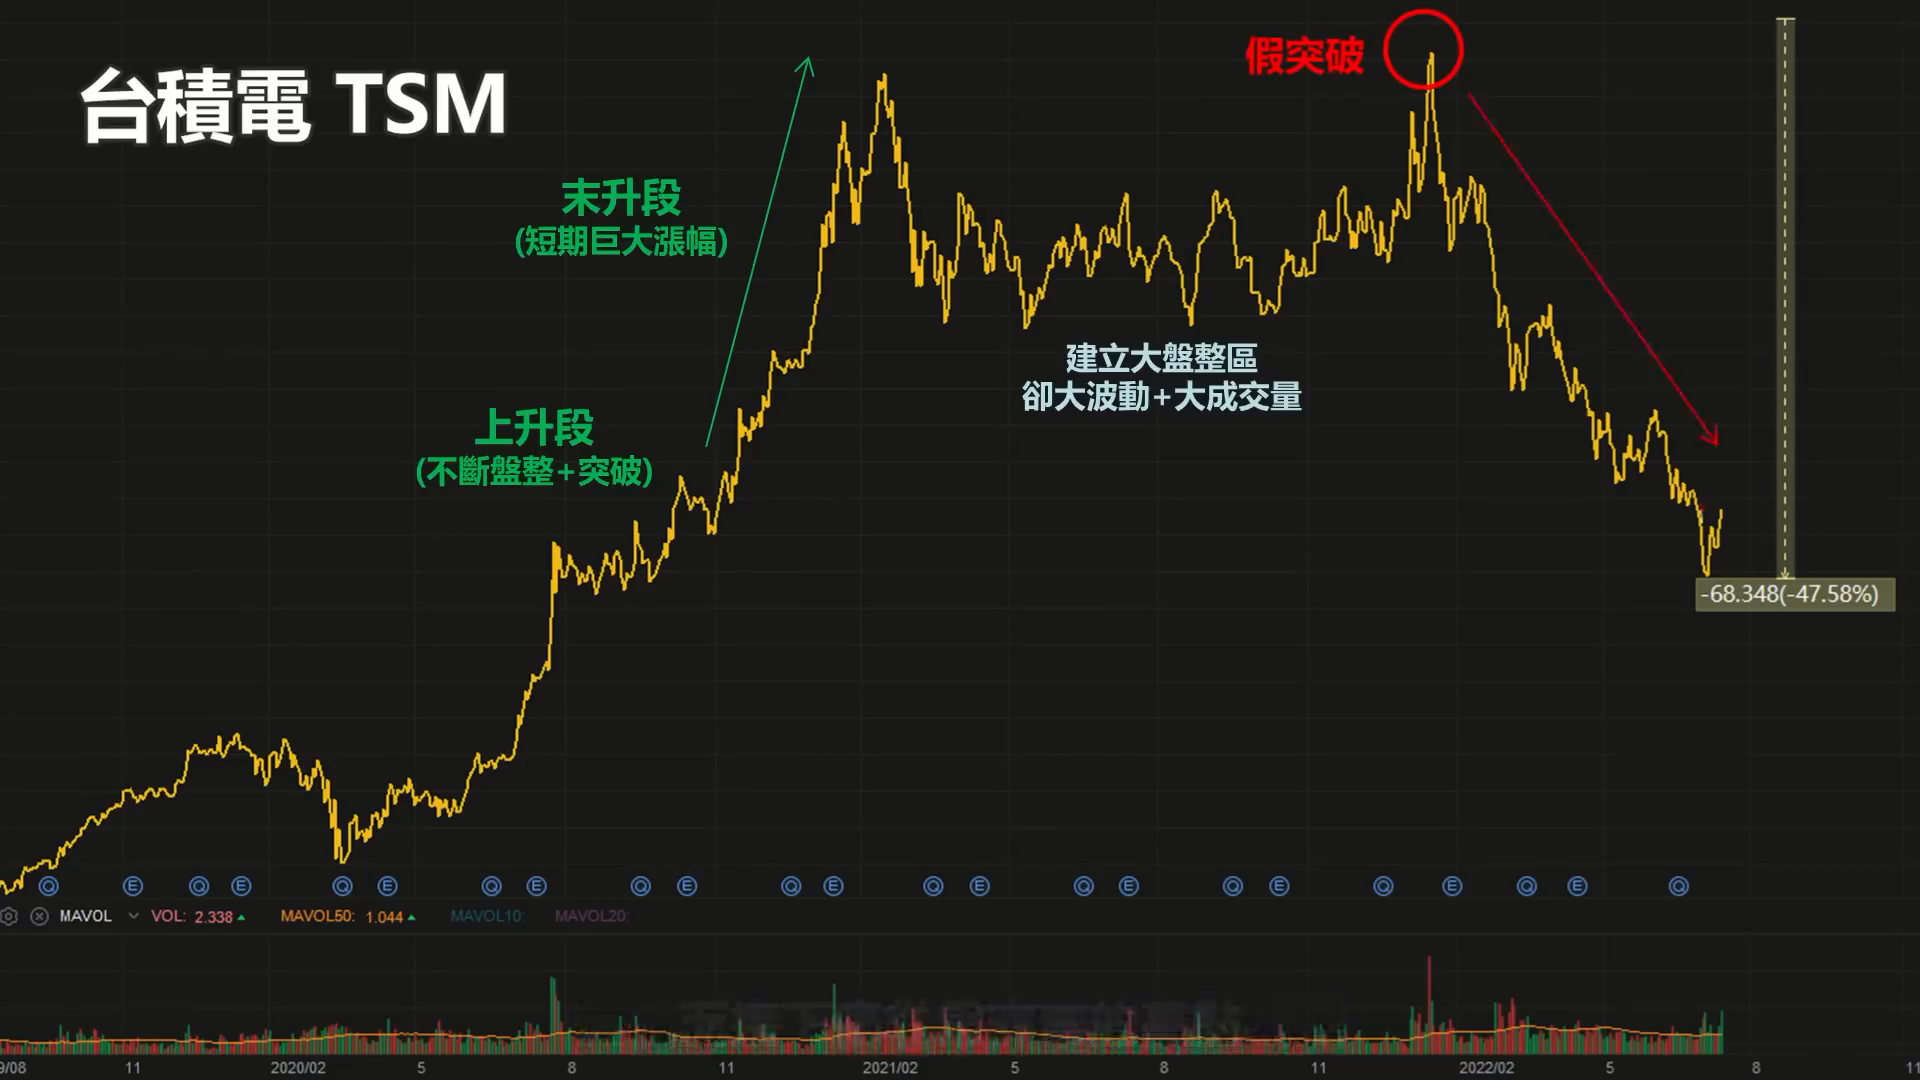 台積電 TSM
假突破
末升段
(短期巨大漲幅)
建立大盤整區
卻大波動+大成交量
上升段
(不斷盤整+突破)
-68.348(-47.58%)
Q E Q E Q E Q E Q E Q E Q E Q E Q E Q E Q E Q
MAVOL VOL: 2.338 MAVOL50: 1.044 MAVOL10: MAVOL20:
9/08 11 2020/02 5 8 11 2021/02 5 8 11 2022/02 5 8 11